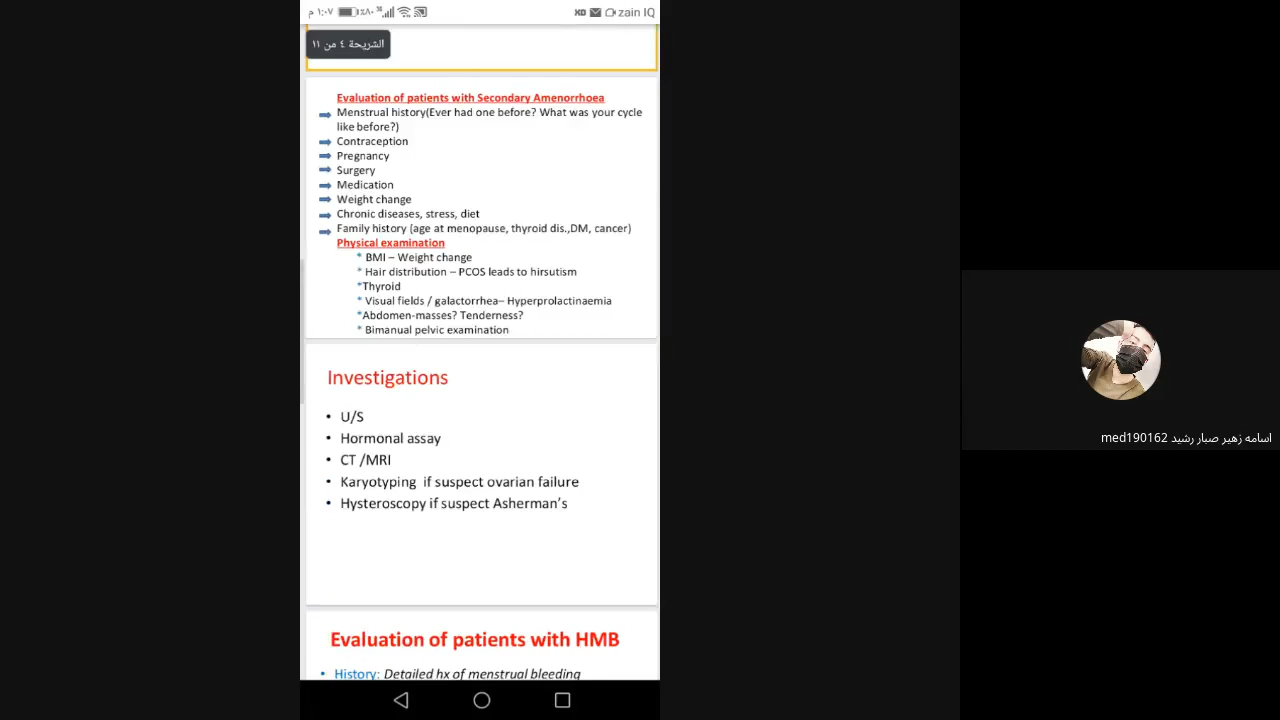 م ١:٠٧ ٪٨٠ zain IQ
الشريحة ٤ من ١١
Evaluation of patients with Secondary Amenorrhoea
Menstrual history(Ever had one before? What was your cycle
like before?)
Contraception
Pregnancy
Surgery
Medication
Weight change
Chronic diseases, stress, diet
Family history (age at menopause, thyroid dis.,DM, cancer)
Physical examination
* BMI – Weight change
* Hair distribution – PCOS leads to hirsutism
*Thyroid
* Visual fields / galactorrhea– Hyperprolactinaemia
*Abdomen-masses? Tenderness?
* Bimanual pelvic examination
Investigations
• U/S
• Hormonal assay
• CT /MRI
• Karyotyping if suspect ovarian failure
• Hysteroscopy if suspect Asherman’s
Evaluation of patients with HMB
• History: Detailed hx of menstrual bleeding
اسامه زهير صبار رشيد med190162